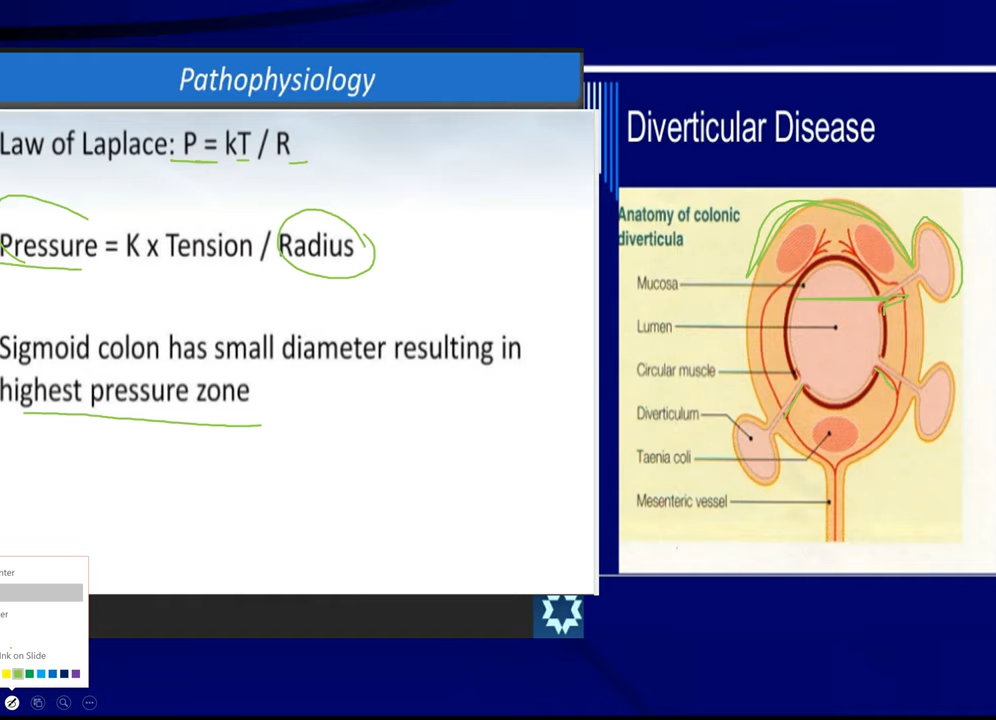 Pathophysiology
Law of Laplace: P = kT / R
Pressure = K x Tension / Radius
Sigmoid colon has small diameter resulting in
highest pressure zone
Diverticular Disease
Anatomy of colonic
diverticula
Mucosa
Lumen
Circular muscle
Diverticulum
Taenia coli
Mesenteric vessel
Ink on Slide